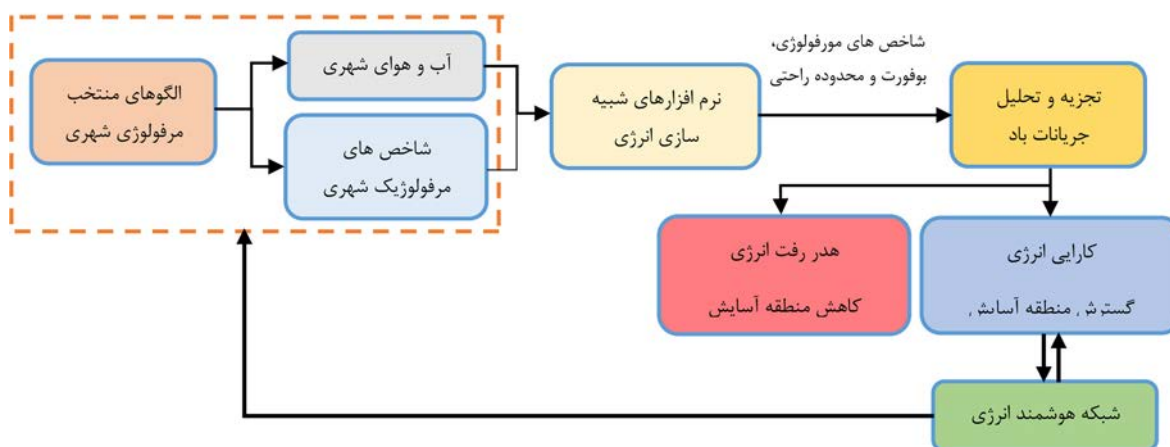 الگوهای منتخب
مرفولوژی شهری
آب و هوای شهری
شاخص های
مرفولوژیک شهری
نرم افزارهای شبیه
سازی انرژی
شاخص های مورفولوژی،
بوفورت و محدوده راحتی
تجزیه و تحلیل
جریانات باد
هدر رفت انرژی
کاهش منطقه آسایش
کارایی انرژی
گسترش منطقه آسایش
شبکه هوشمند انرژی